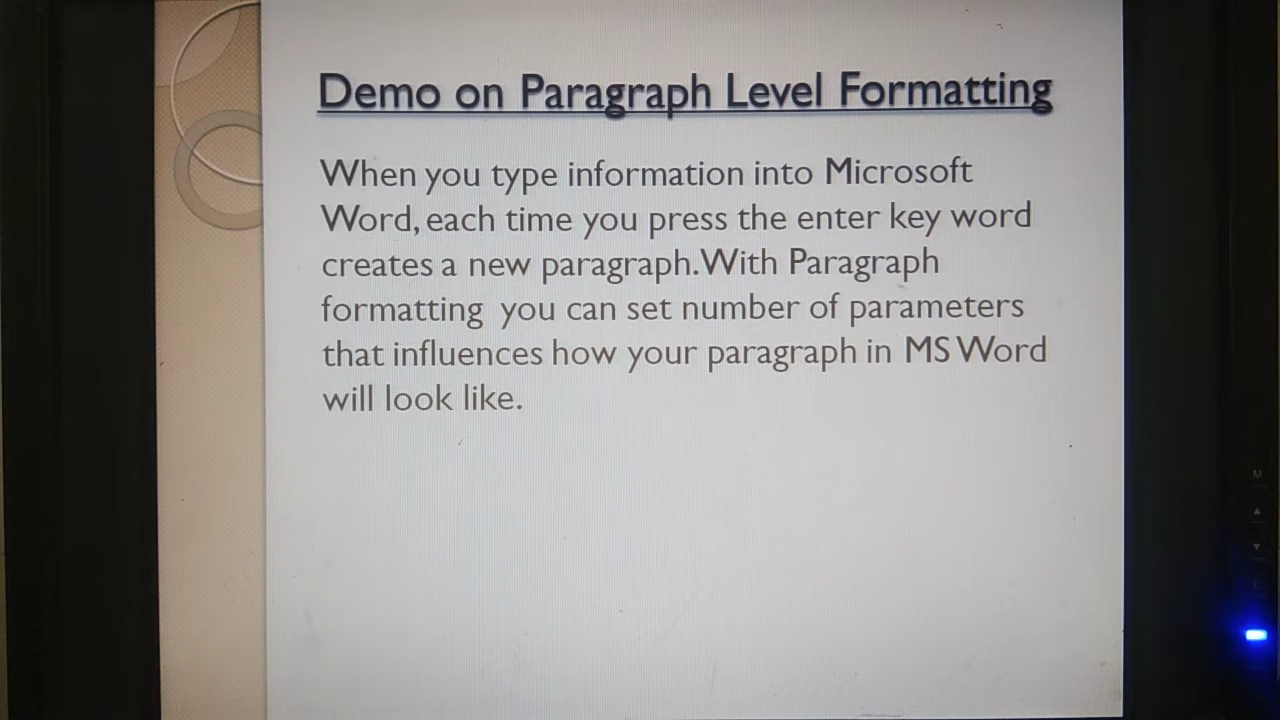 Demo on Paragraph Level Formatting
When you type information into Microsoft
Word, each time you press the enter key word
creates a new paragraph.With Paragraph
formatting  you can set number of parameters
that influences how your paragraph in MS Word
will look like.
M